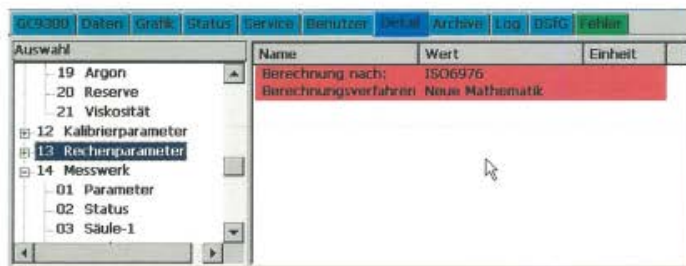 GC9300 Daten Grafik Status Service Benutzer Detail Archive Log DSfG Fehler
Auswahl
Name Wert Einheit
19 Argon
20 Reserve
21 Viskosität
12 Kalibrierparameter
13 Rechenparameter
14 Messwerk
01 Parameter
02 Status
03 Säule-1
Berechnung nach: ISO6976
Berechnungsverfahren Neue Mathematik